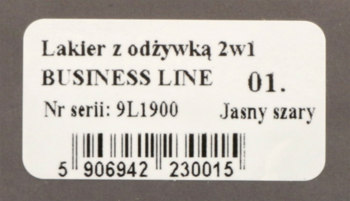 Lakier z odżywką 2w1
BUSINESS LINE 01.
Nr serii: 9L1900 Jasny szary
5 906942 230015